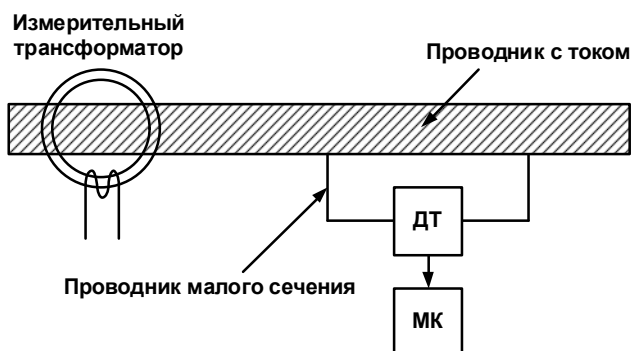 Измерительный
трансформатор
Проводник с током
ДТ
Проводник малого сечения
МК